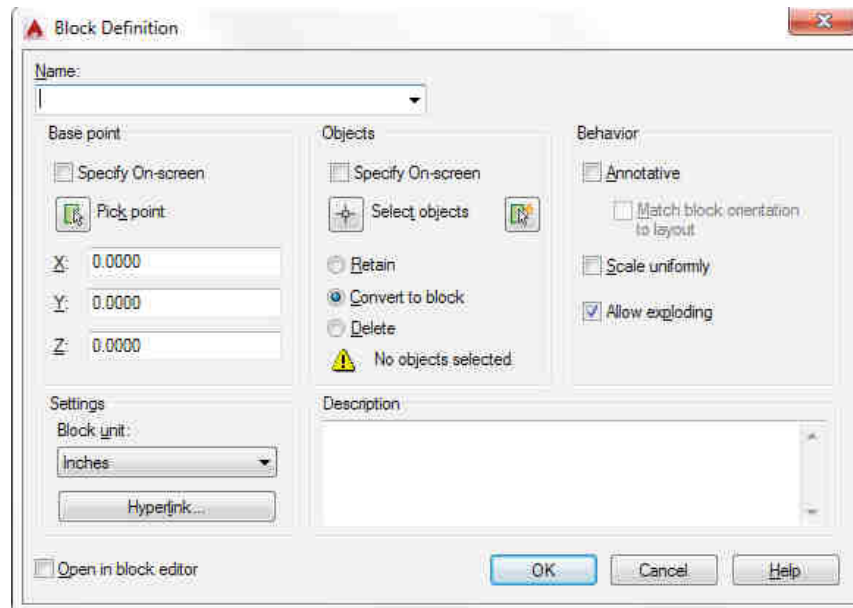 Block Definition
Name:
Base point
Specify On-screen
Pick point
X: 0.0000
Y: 0.0000
Z: 0.0000
Objects
Specify On-screen
Select objects
Retain
Convert to block
Delete
No objects selected
Behavior
Annotative
Match block orientation
to layout
Scale uniformly
Allow exploding
Settings
Block unit:
Inches
Hyperlink...
Description
Open in block editor
OK
Cancel
Help